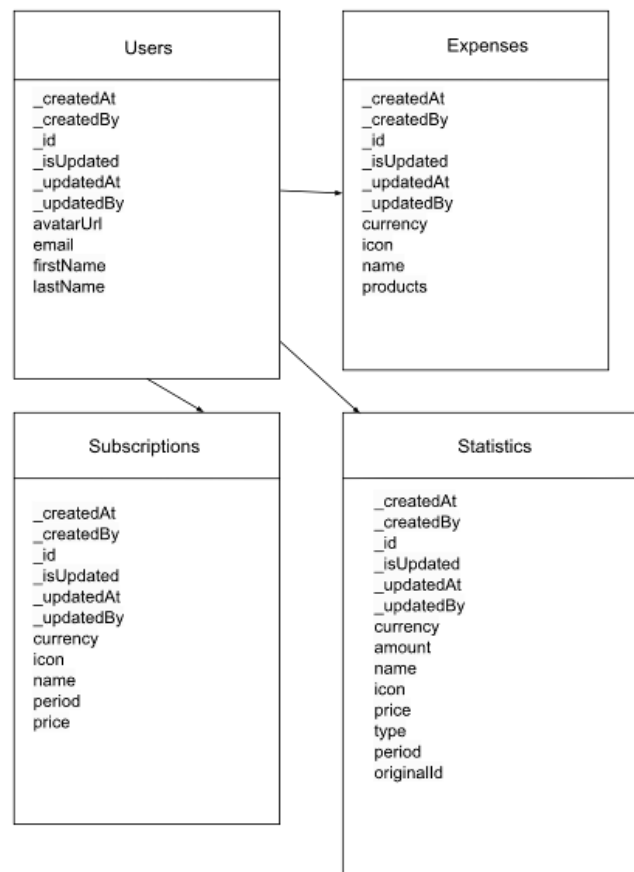 Users
_createdAt
_createdBy
_id
_isUpdated
_updatedAt
_updatedBy
avatarUrl
email
firstName
lastName
Expenses
_createdAt
_createdBy
_id
_isUpdated
_updatedAt
_updatedBy
currency
icon
name
products
Subscriptions
_createdAt
_createdBy
_id
_isUpdated
_updatedAt
_updatedBy
currency
icon
name
period
price
Statistics
_createdAt
_createdBy
_id
_isUpdated
_updatedAt
_updatedBy
currency
amount
name
icon
price
type
period
originalId